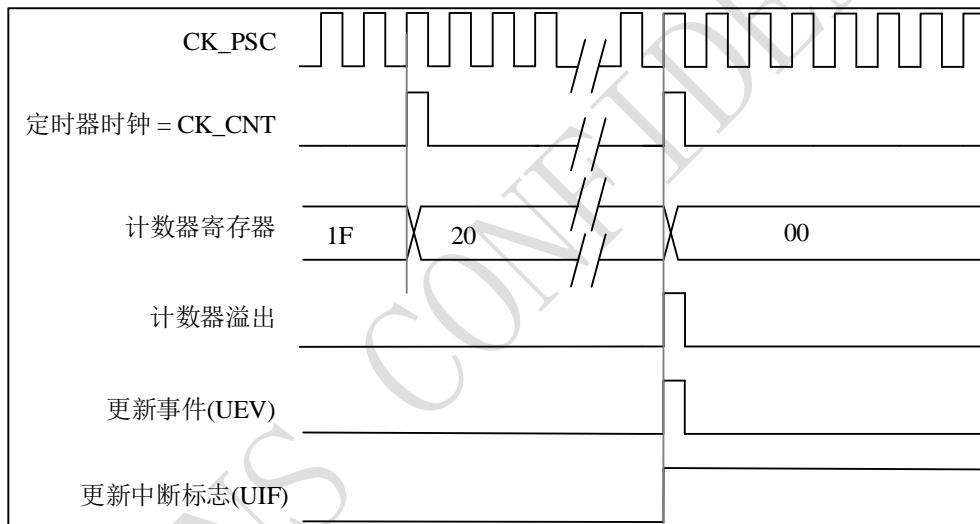 CK_PSC
定时器时钟 = CK_CNT
计数器寄存器
1F
20
00
计数器溢出
更新事件(UEV)
更新中断标志(UIF)